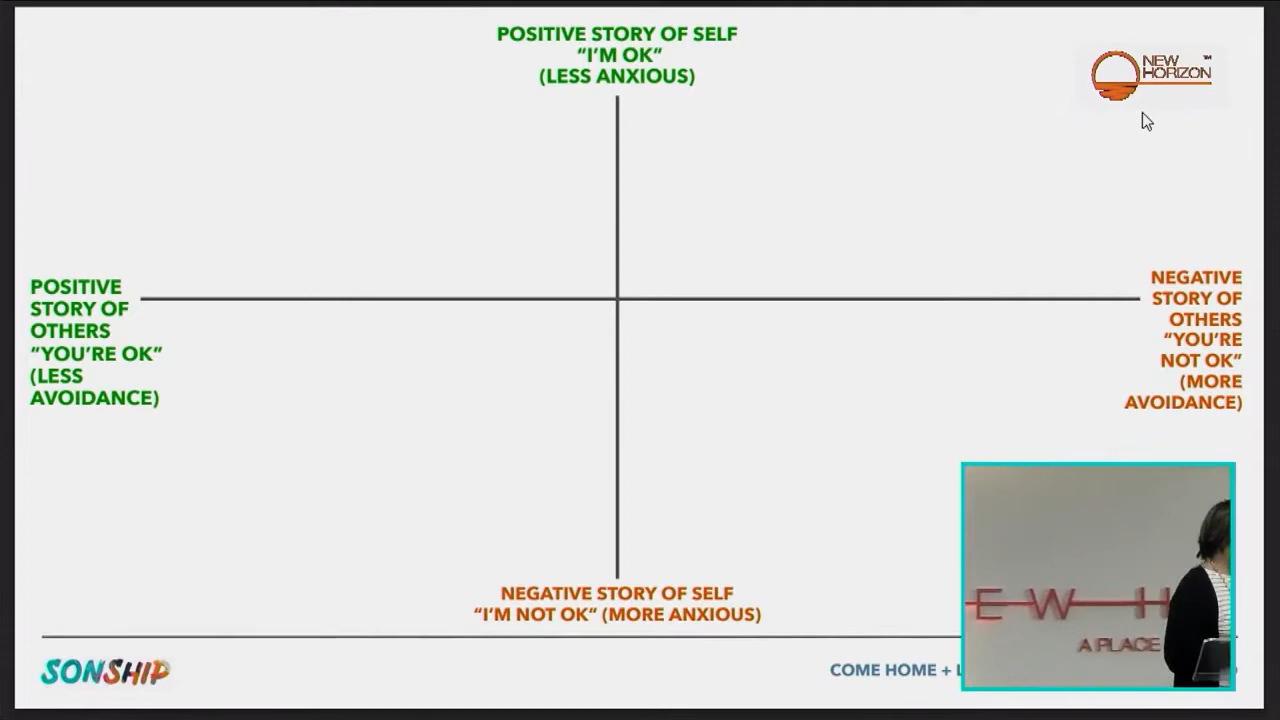 POSITIVE STORY OF SELF
“I’M OK”
(LESS ANXIOUS)
NEW
HORIZON
™
POSITIVE
STORY OF
OTHERS
“YOU’RE OK”
(LESS
AVOIDANCE)
NEGATIVE
STORY OF
OTHERS
“YOU’RE
NOT OK”
(MORE
AVOIDANCE)
NEGATIVE STORY OF SELF
“I’M NOT OK” (MORE ANXIOUS)
EW H
A PLACE
SONSHIP
COME HOME +